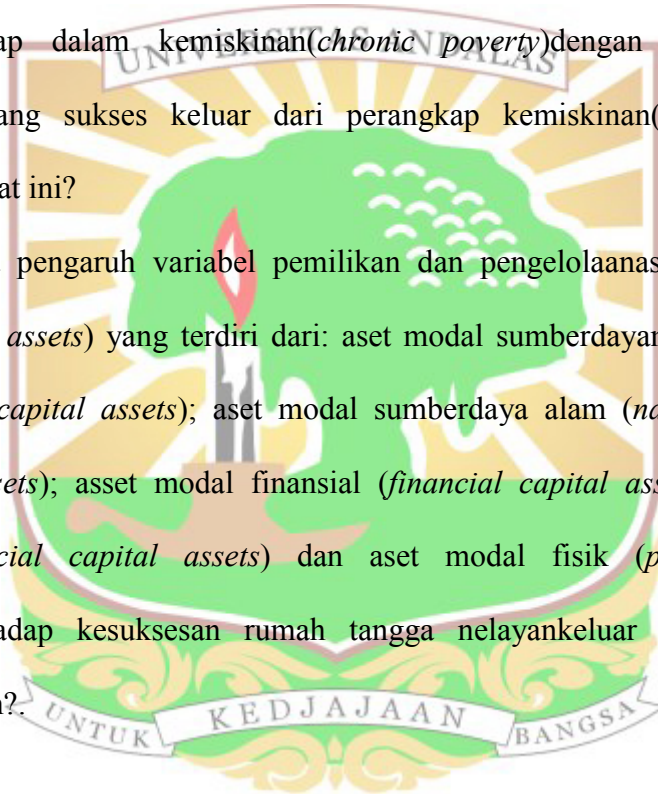 ap dalam kemiskinan(chronic poverty)dengan
UNIVERSITAS ANDALAS
ang sukses keluar dari perangkap kemiskinan(
at ini?
pengaruh variabel pemilikan dan pengelolaanas
assets) yang terdiri dari: aset modal sumberdayan
capital assets); aset modal sumberdaya alam (na
sets); asset modal finansial (financial capital ass
cial capital assets) dan aset modal fisik (p
adap kesuksesan rumah tangga nelayankeluar
n?.
UNTUK KEDJAJAAN BANGSA